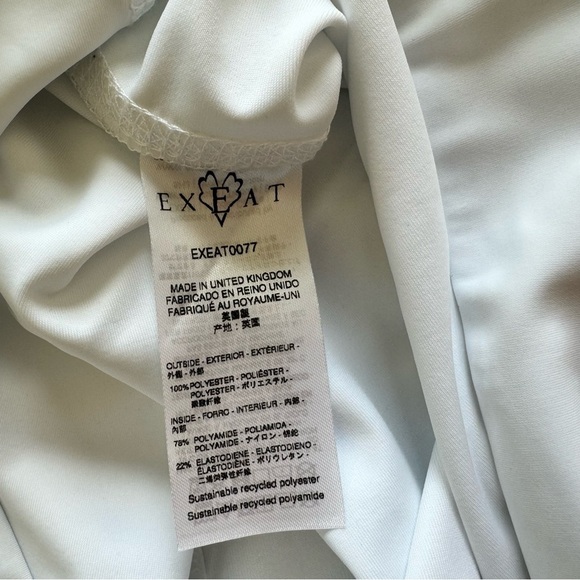 EXEAT
EXEAT0077
MADE IN UNITED KINGDOM
FABRICADO EN REINO UNIDO
FABRIQUÉ AU ROYAUME-UNI
英國製
产地: 英国
OUTSIDE - EXTERIOR - EXTÉRIEUR -
外側 - 外部
100% POLYESTER - POLIÉSTER -
POLYESTER - ポリエステル -
聚酯纤维
INSIDE - FORRO - INTERIEUR - 内部 -
內部
78% POLYAMIDE - POLIAMIDA -
POLYAMIDE - ナイロン - 锦纶
22% ELASTODIENE - ELASTODIENO -
ÉLASTODIÈNE - ポリウレタン -
二烯类弹性纤维
Sustainable recycled polyester
Sustainable recycled polyamide